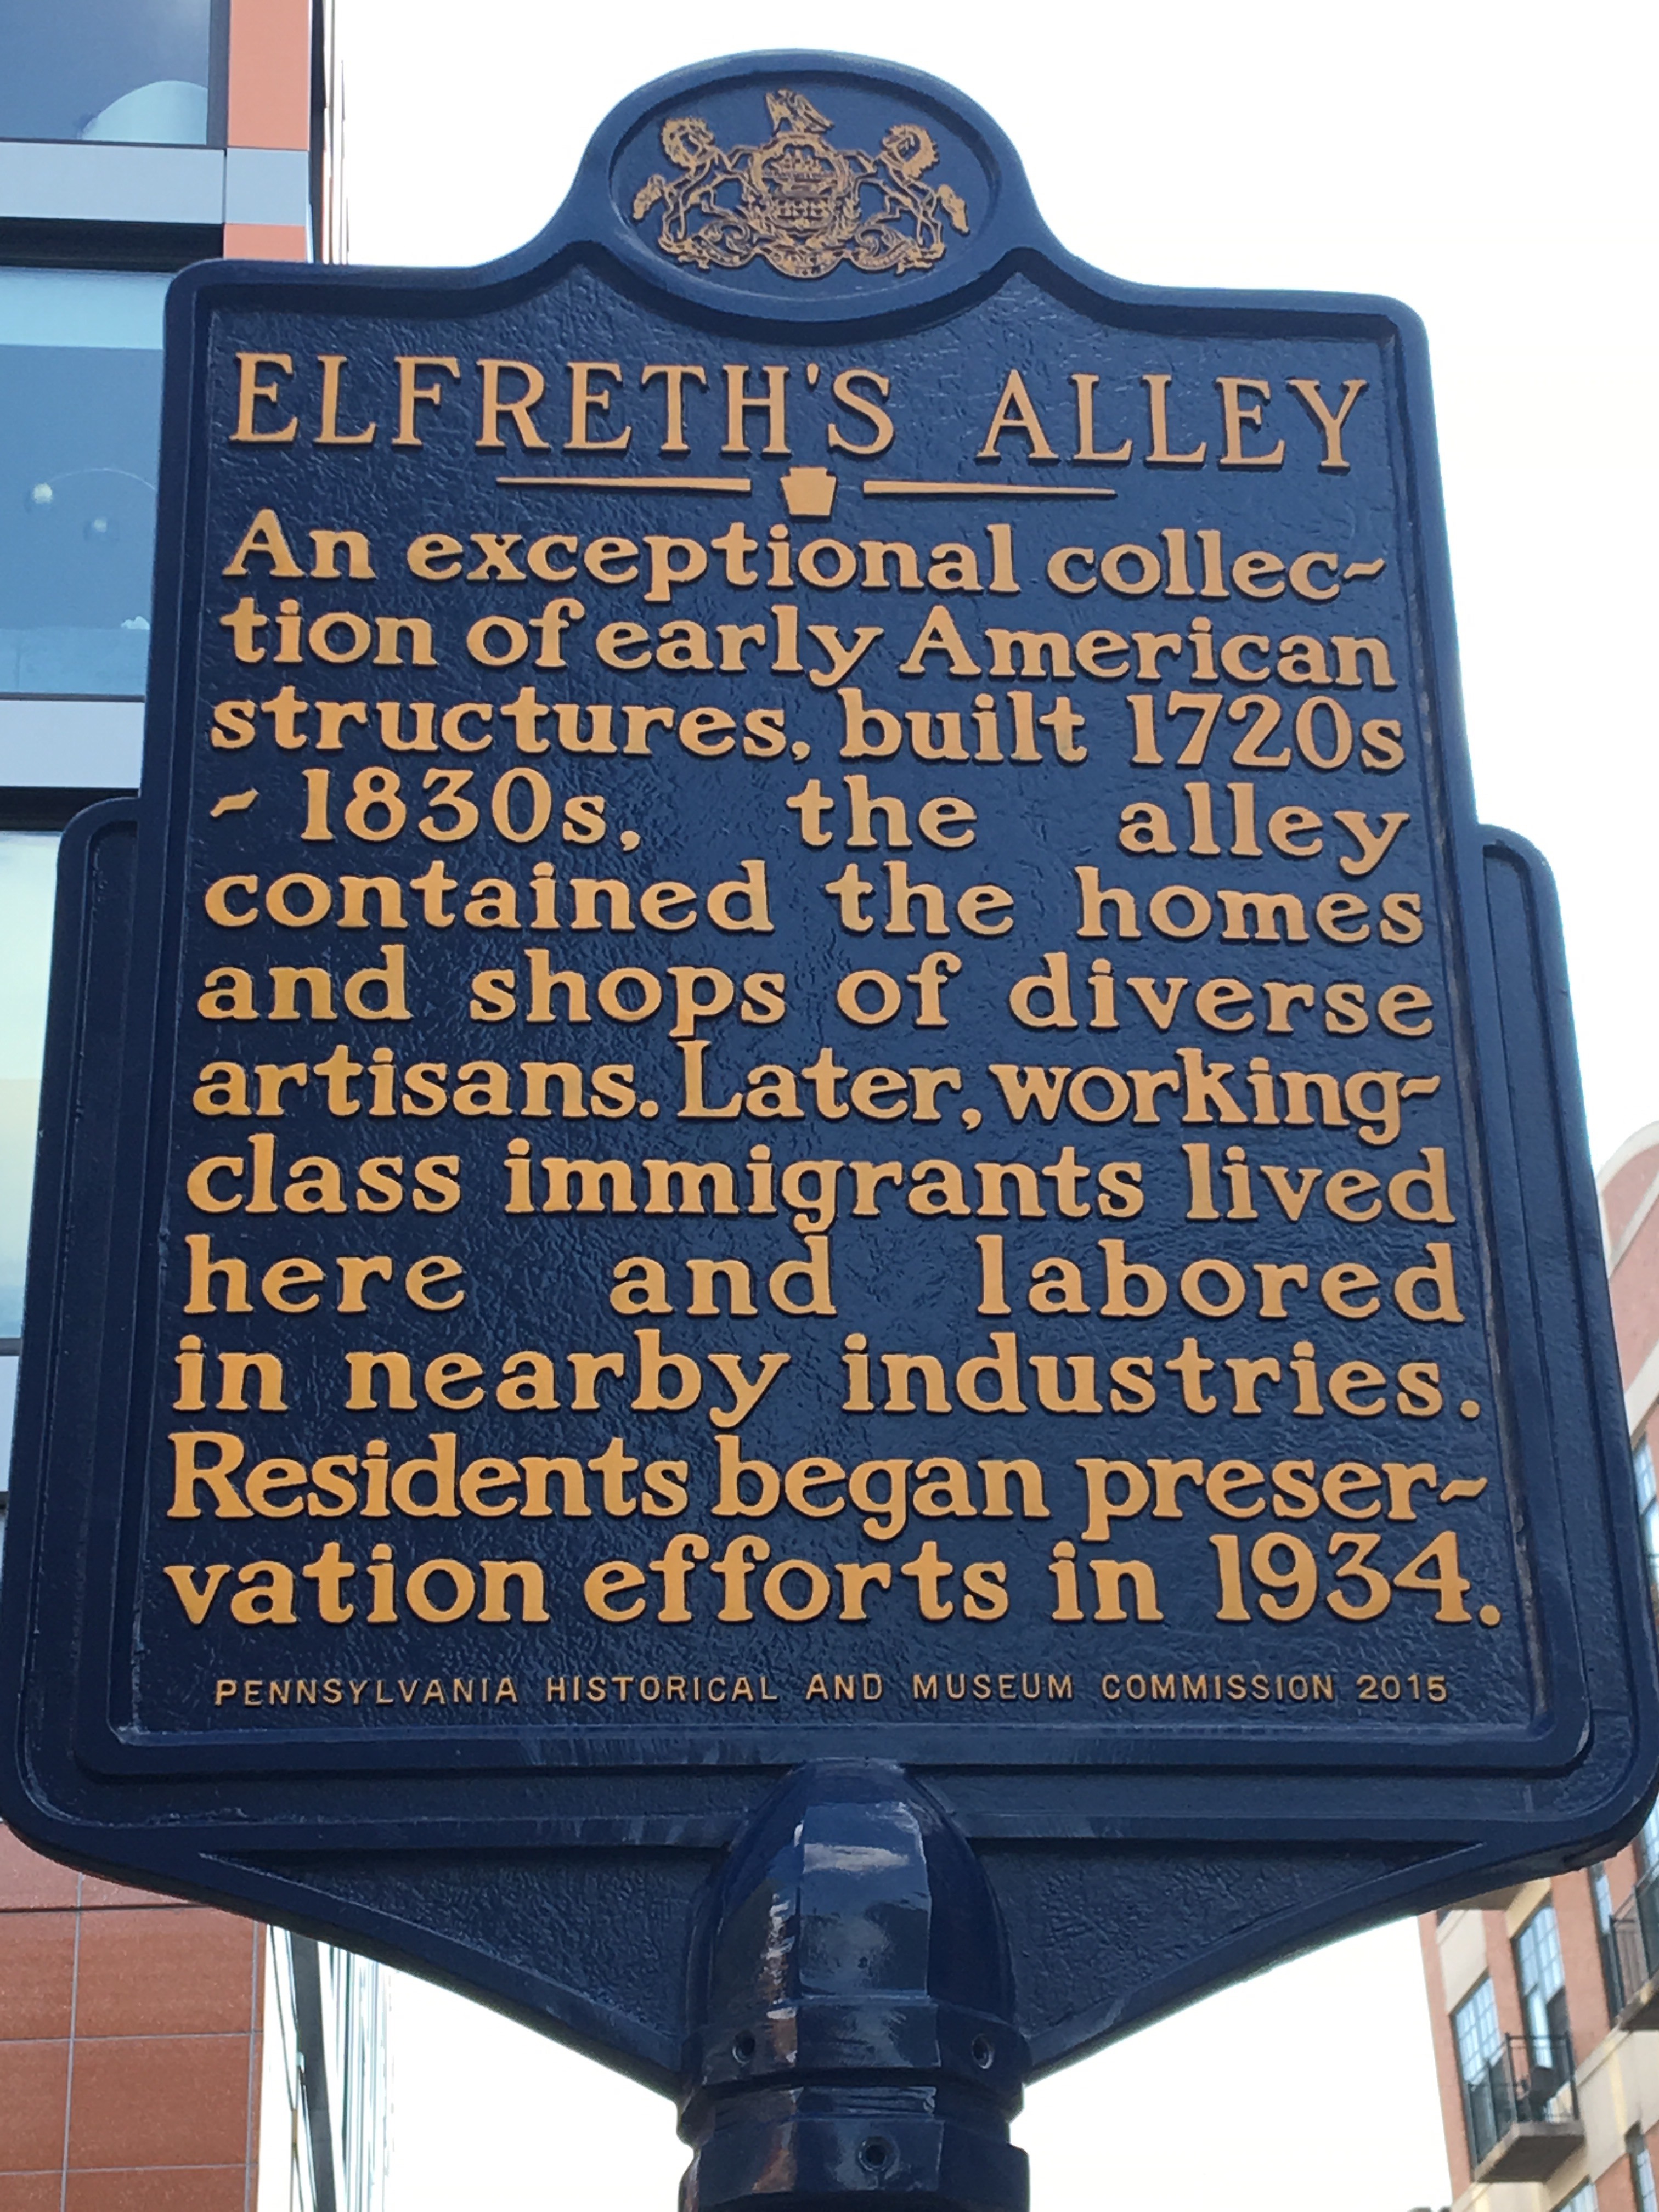 ELFRETH'S ALLEY
An exceptional collec-
tion of early American
structures, built 1720s
- 1830s, the alley
contained the homes
and shops of diverse
artisans. Later, working-
class immigrants lived
here and labored
in nearby industries.
Residents began preser-
vation efforts in 1934.
PENNSYLVANIA HISTORICAL AND MUSEUM COMMISSION 2015